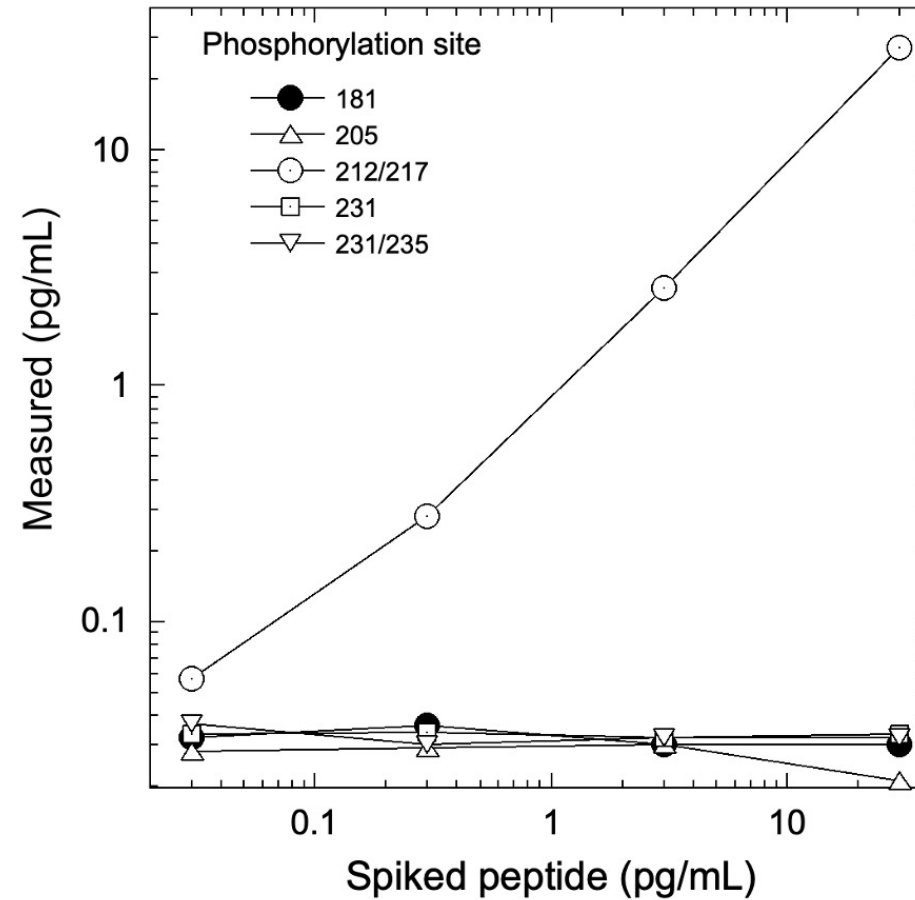 Phosphorylation site
181
205
212/217
231
231/235
10
1
0.1
Measured (pg/mL)
0.1 1 10
Spiked peptide (pg/mL)